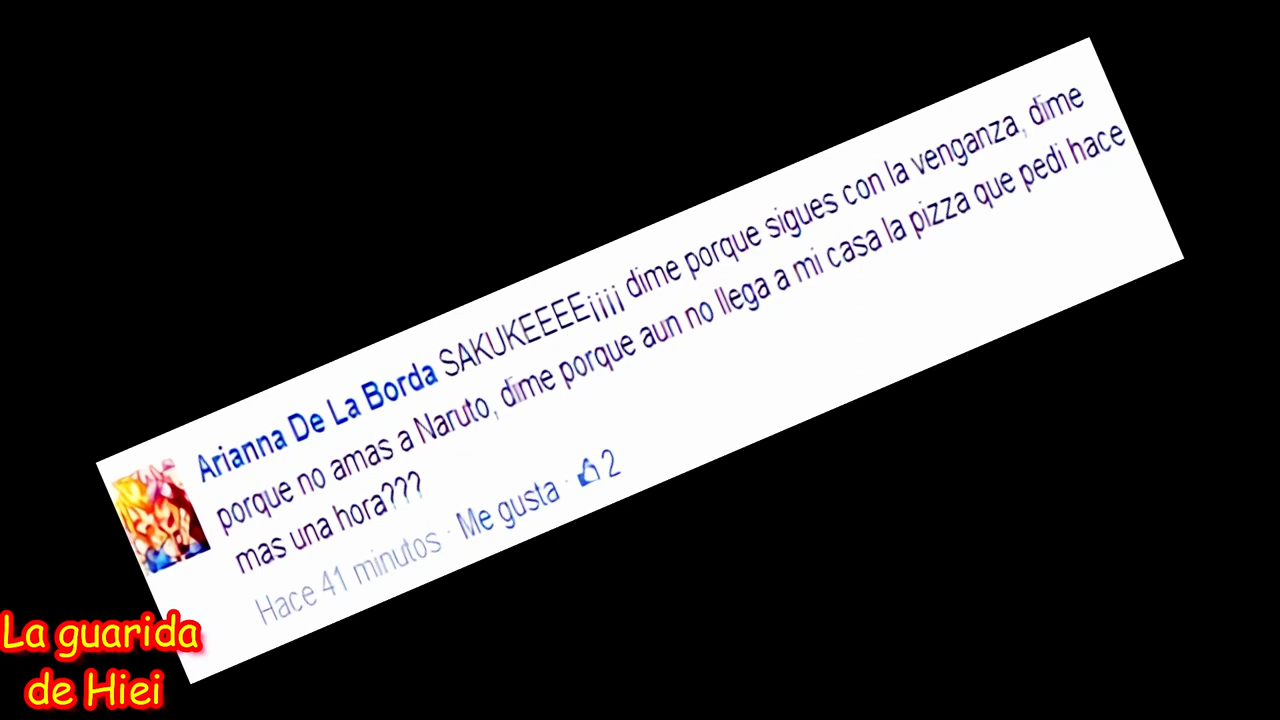 Arianna De La Borda SAKUKEEEE¡¡¡¡ dime porque sigues con la venganza, dime
porque no amas a Naruto, dime porque aun no llega a mi casa la pizza que pedi hace
mas una hora???
Hace 41 minutos · Me gusta · 2
La guarida
de Hiei